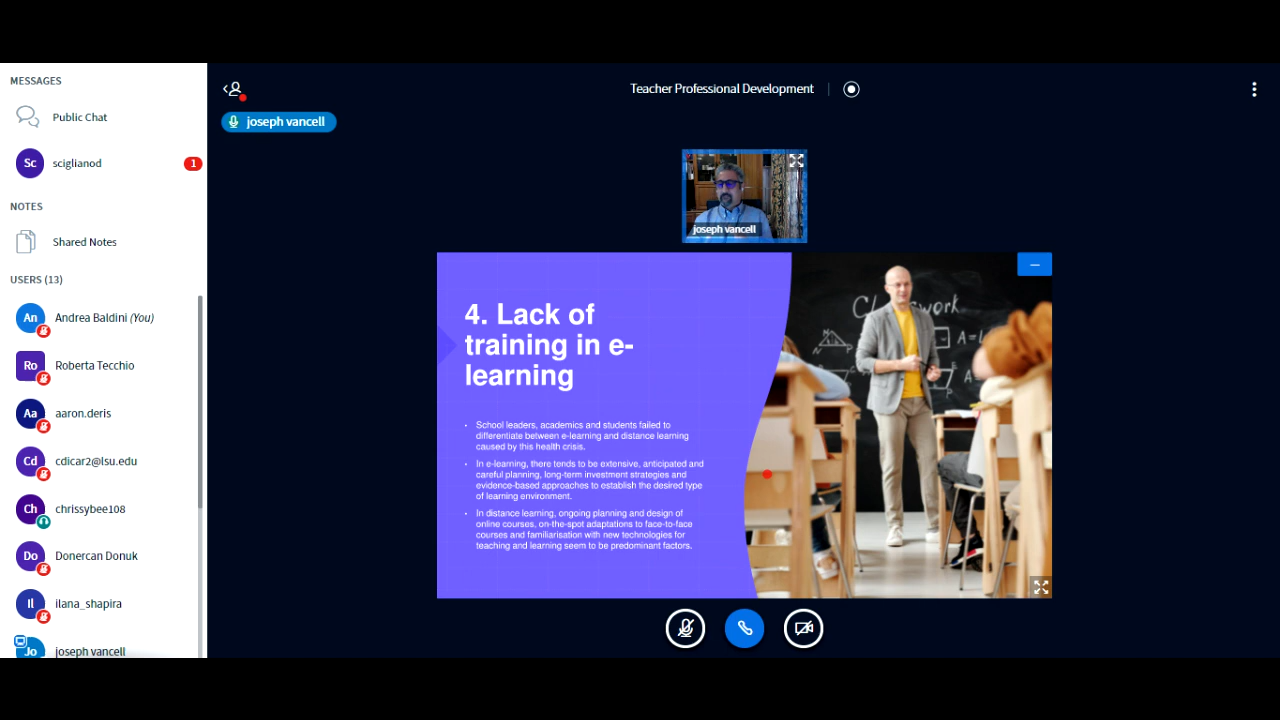 MESSAGES
Public Chat
Sc
sciglianod
1
NOTES
Shared Notes
USERS (13)
An
Andrea Baldini (You)
Ro
Roberta Tecchio
Aa
aaron.deris
Cd
cdicar2@lsu.edu
Ch
chrissybee108
Do
Donercan Donuk
Il
ilana_shapira
Jo
joseph vancell
Teacher Professional Development
joseph vancell
joseph vancell
4. Lack of
training in e-
learning
• School leaders, academics and students failed to
differentiate between e-learning and distance learning
caused by this health crisis.
• In e-learning, there tends to be extensive, anticipated and
careful planning, long-term investment strategies and
evidence-based approaches to establish the desired type
of learning environment.
• In distance learning, ongoing planning and design of
online courses, on-the-spot adaptations to face-to-face
courses and familiarisation with new technologies for
teaching and learning seem to be predominant factors.